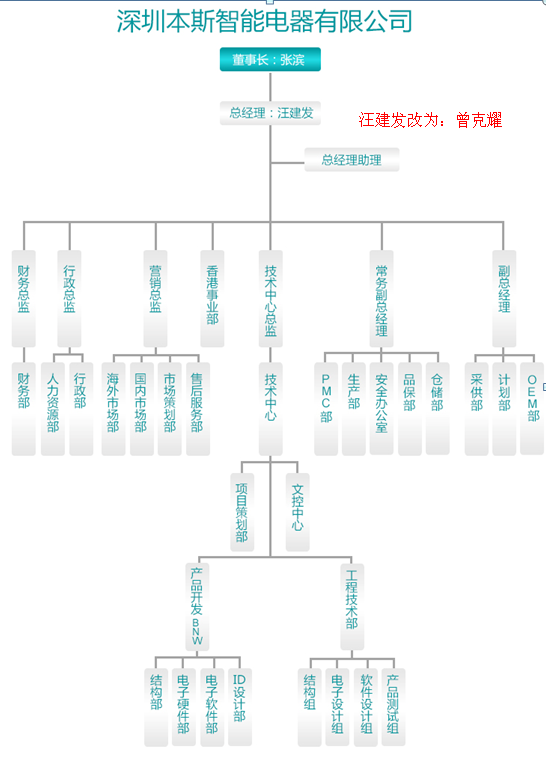 深圳本斯智能电器有限公司
董事长：张滨
总经理：汪建发
汪建发改为：曾克耀
总经理助理
财务总监
行政总监
营销总监
香港事业部
技术中心总监
常务副总经理
副总经理
财务部
人力资源部
行政部
海外市场部
国内市场部
市场策划部
售后服务部
技术中心
PMC部
生产部
安全办公室
品保部
仓储部
采供部
计划部
OEM部
项目策划部
文控中心
产品开发BNW
工程技术部
结构部
电子硬件部
电子软件部
ID设计部
结构组
电子设计组
软件设计组
产品测试组